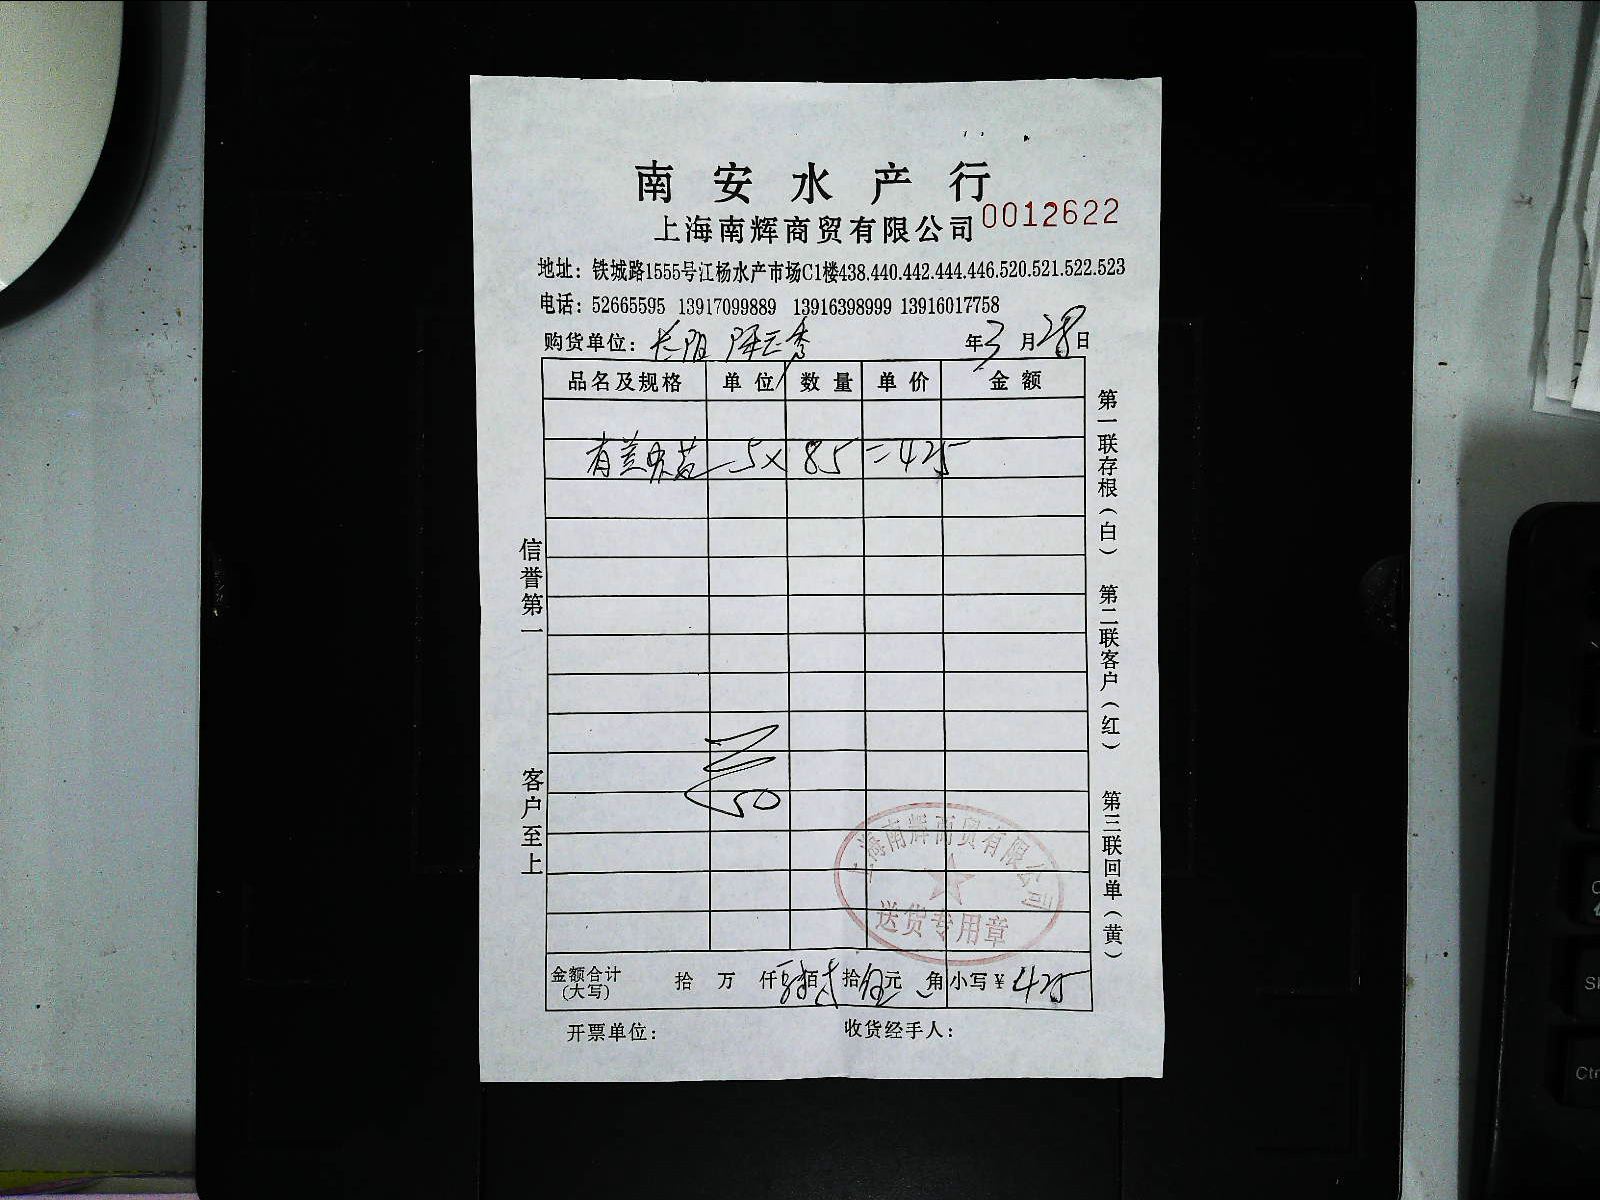 南安水产行
上海南辉商贸有限公司 0012622
地址：铁城路1555号江杨水产市场C1楼438.440.442.444.446.520.521.522.523
电话：52665595 13917099889 13916398999 13916017758
购货单位： 年3月28日
品名及规格 单位 数量 单价 金额
5× 85 =425
50
信誉第一
客户至上
第一联存根（白） 第二联客户（红） 第三联回单（黄）
上海南辉商贸有限公司
送货专用章
金额合计(大写) 拾 万 仟 肆佰 贰拾 伍元 角 小写¥ 425
开票单位： 收货经手人：
Ctr